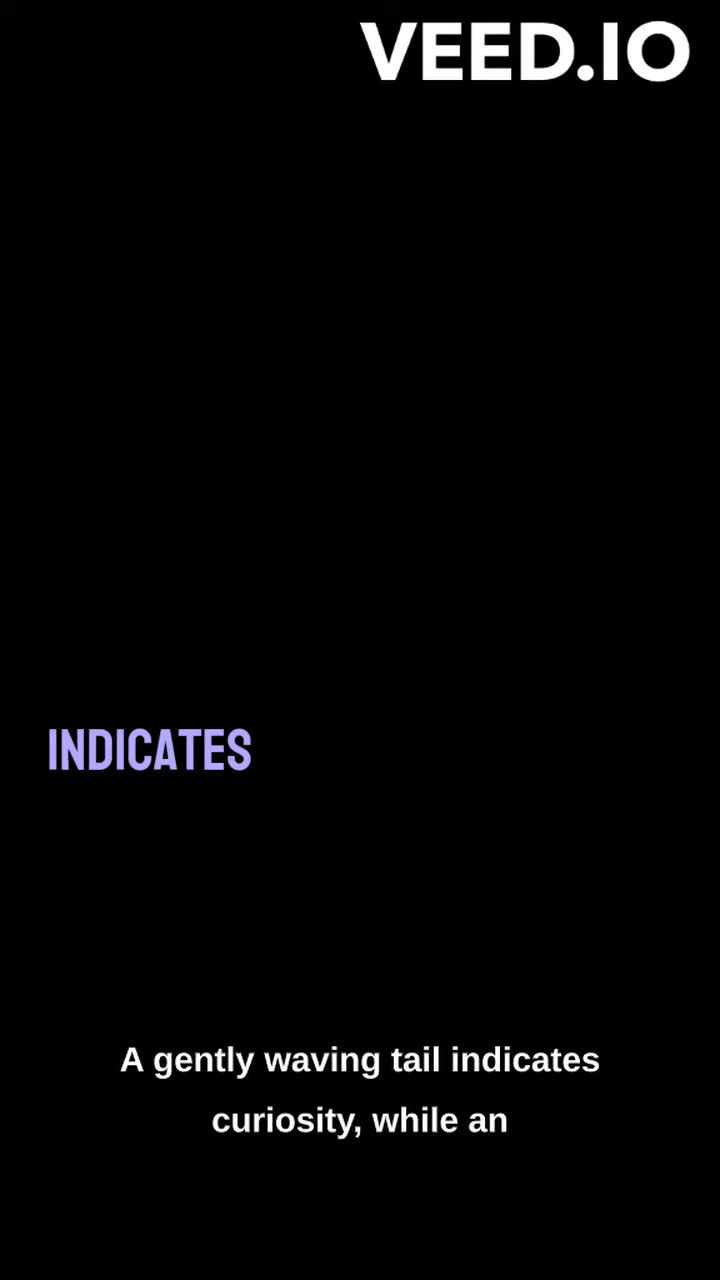 VEED.IO
INDICATES
A gently waving tail indicates
curiosity, while an